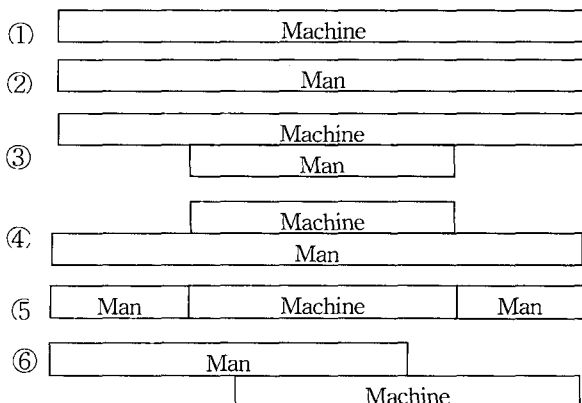 ① Machine
② Man
Machine
③ Man
Machine
④ Man
⑤ Man Machine Man
⑥ Man
Machine